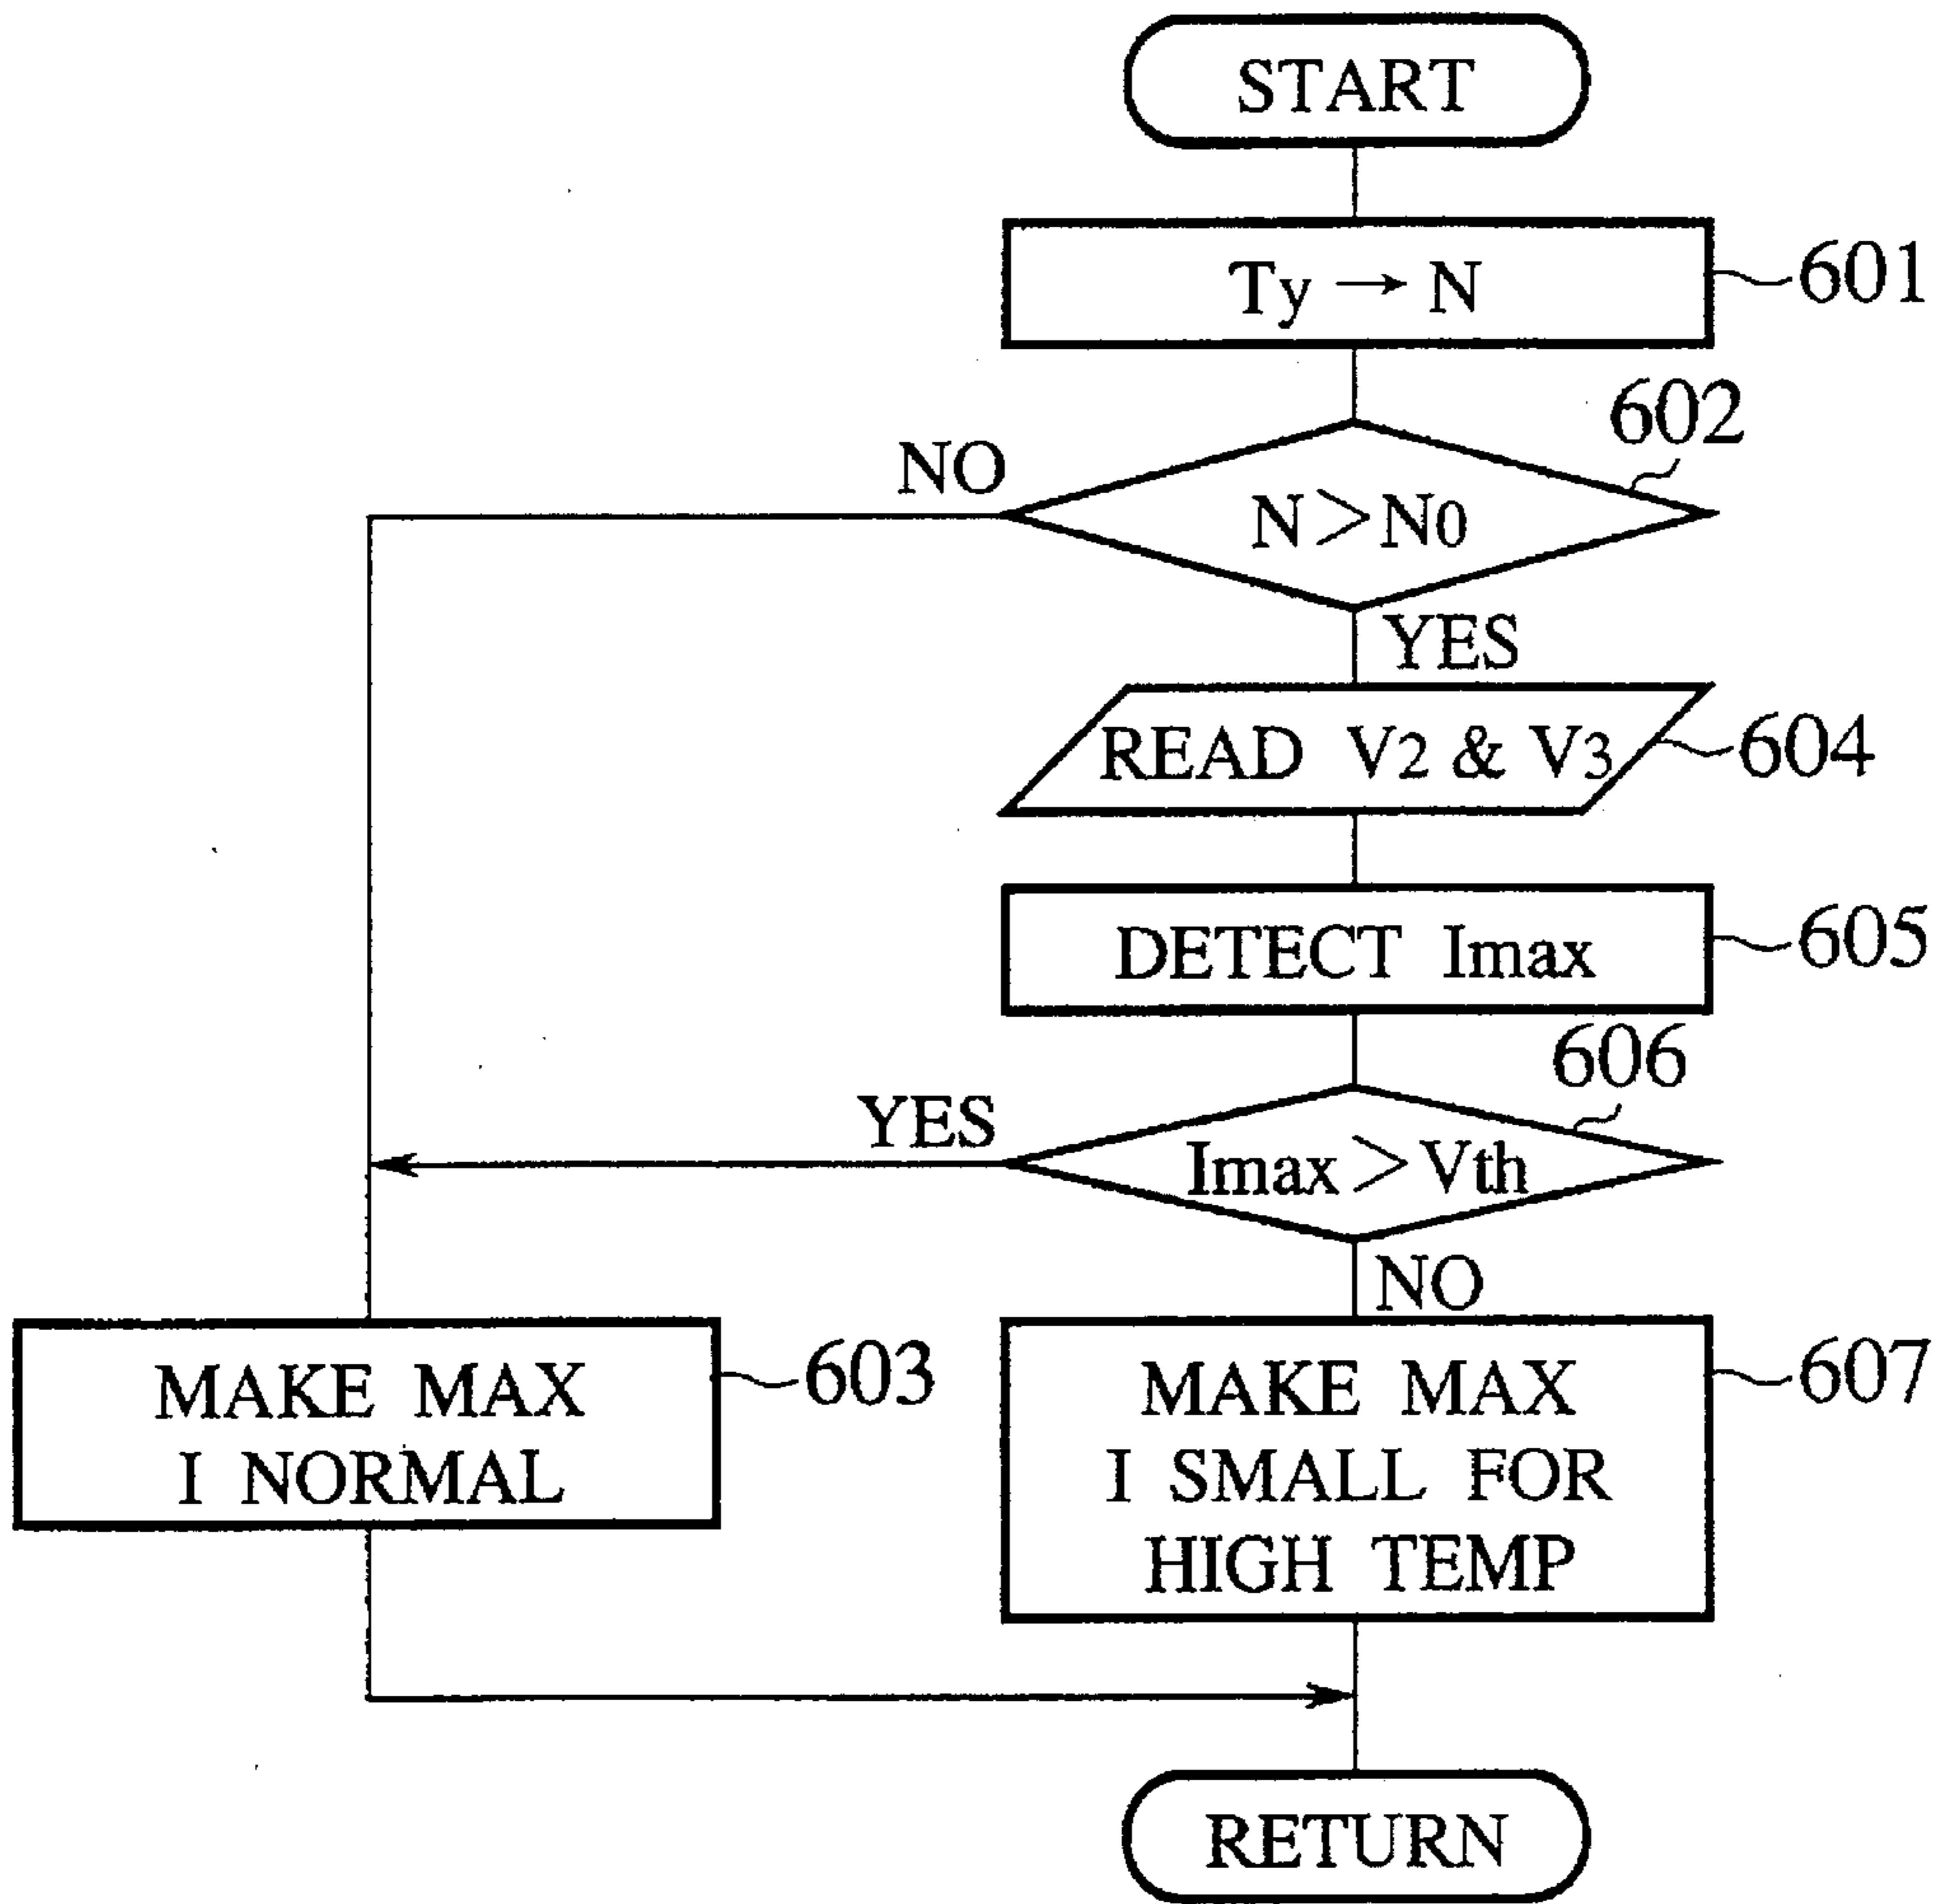 START
Ty → N
601
602
NO
N>N0
YES
READ V2 & V3
604
DETECT Imax
605
606
YES
Imax>Vth
NO
MAKE MAX
I NORMAL
603
MAKE MAX
I SMALL FOR
HIGH TEMP
607
RETURN